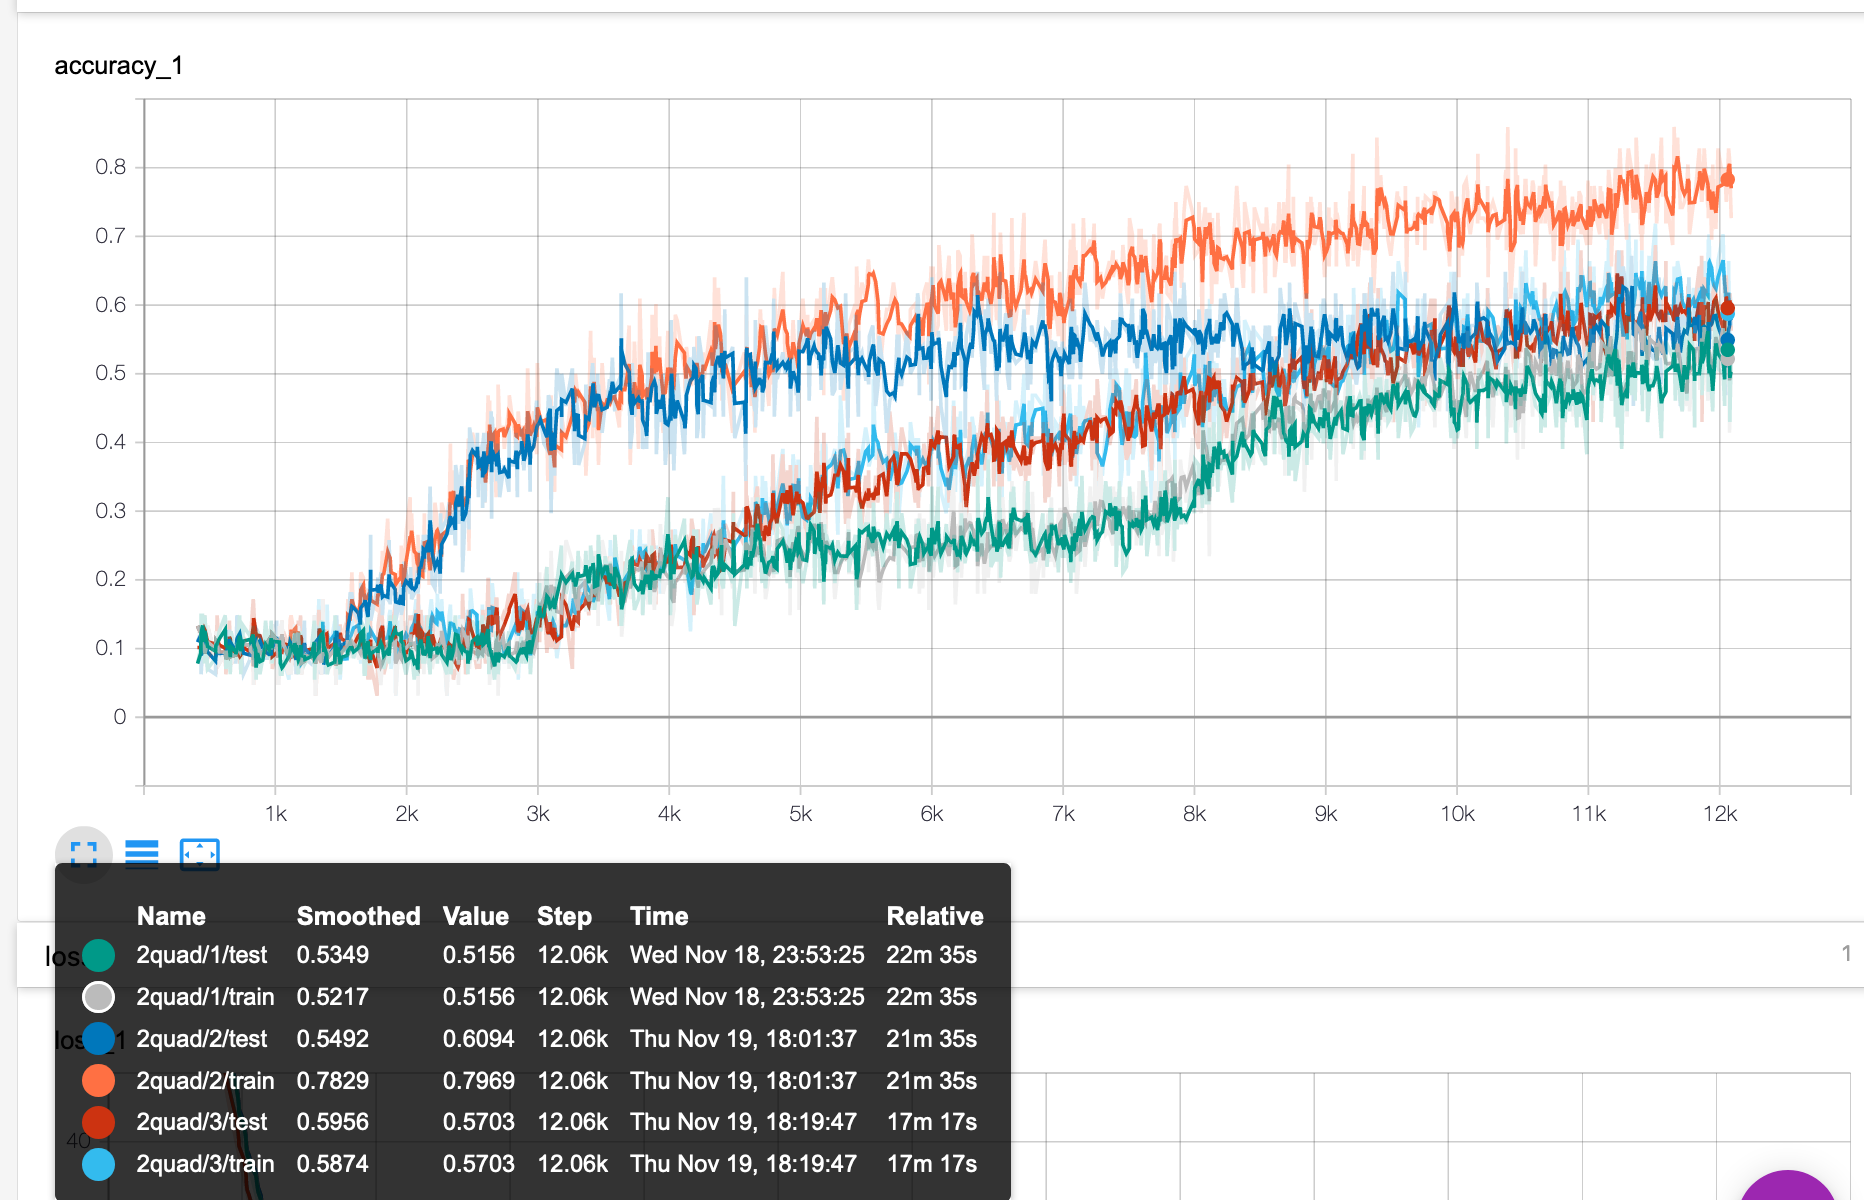 accuracy_1
0.8
0.7
0.6
0.5
0.4
0.3
0.2
0.1
0
1k 2k 3k 4k 5k 6k 7k 8k 9k 10k 11k 12k
Name Smoothed Value Step Time Relative
2quad/1/test 0.5349 0.5156 12.06k Wed Nov 18, 23:53:25 22m 35s
los 1
2quad/1/train 0.5217 0.5156 12.06k Wed Nov 18, 23:53:25 22m 35s
2quad/2/test 0.5492 0.6094 12.06k Thu Nov 19, 18:01:37 21m 35s
2quad/2/train 0.7829 0.7969 12.06k Thu Nov 19, 18:01:37 21m 35s
2quad/3/test 0.5956 0.5703 12.06k Thu Nov 19, 18:19:47 17m 17s
40
2quad/3/train 0.5874 0.5703 12.06k Thu Nov 19, 18:19:47 17m 17s